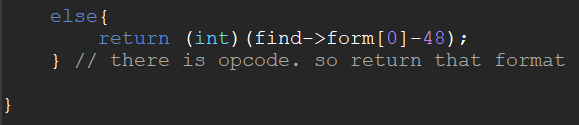 else{
return (int)(find->form[0]-48);
} // there is opcode. so return that format
}